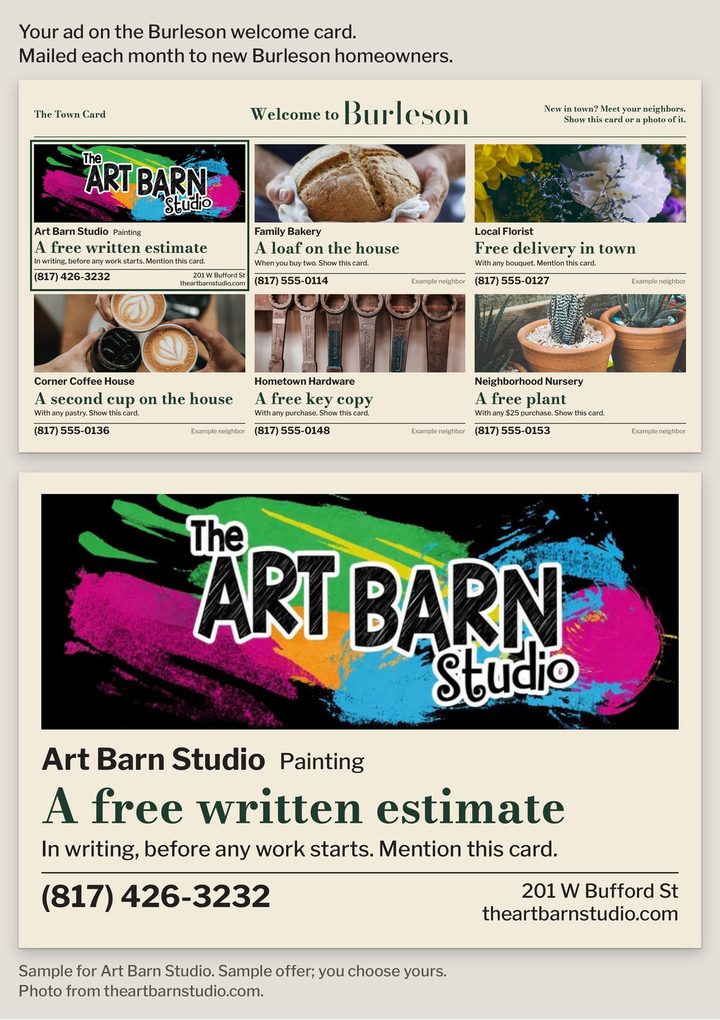 Your ad on the Burleson welcome card.
Mailed each month to new Burleson homeowners.
The Town Card
Welcome to Burleson
New in town? Meet your neighbors.
Show this card or a photo of it.
The
ART BARN
Studio
Art Barn Studio Painting
A free written estimate
In writing, before any work starts. Mention this card.
(817) 426-3232
201 W Bufford St
theartbarnstudio.com
Family Bakery
A loaf on the house
When you buy two. Show this card.
(817) 555-0114
Example neighbor
Local Florist
Free delivery in town
With any bouquet. Mention this card.
(817) 555-0127
Example neighbor
Corner Coffee House
A second cup on the house
With any pastry. Show this card.
(817) 555-0136
Example neighbor
Hometown Hardware
A free key copy
With any purchase. Show this card.
(817) 555-0148
Example neighbor
Neighborhood Nursery
A free plant
With any $25 purchase. Show this card.
(817) 555-0153
Example neighbor
The
ART BARN
Studio
Art Barn Studio Painting
A free written estimate
In writing, before any work starts. Mention this card.
(817) 426-3232
201 W Bufford St
theartbarnstudio.com
Sample for Art Barn Studio. Sample offer; you choose yours.
Photo from theartbarnstudio.com.